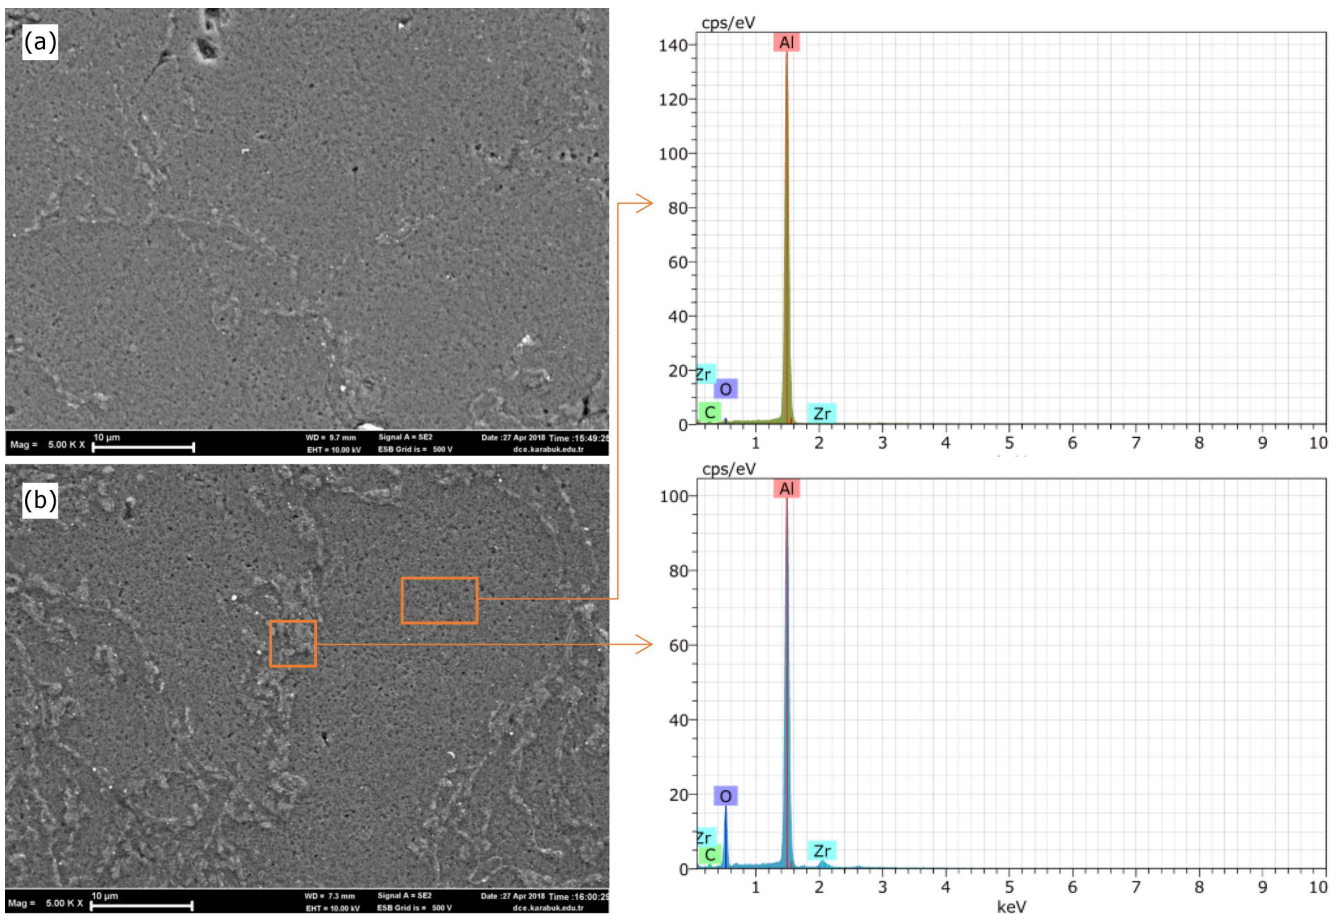 (a)
Mag = 5.00 K X
10 µm
WD = 9.7 mm
EHT = 10.00 kV
Signal A = SE2
ESB Grid is = 500 V
Date :27 Apr 2018 Time :15:49:25
dce.karabuk.edu.tr
cps/eV
Al
140
120
100
80
60
40
20
0
Zr
O
C
Zr
1 2 3 4 5 6 7 8 9 10
(b)
Mag = 5.00 K X
10 µm
WD = 7.3 mm
EHT = 10.00 kV
Signal A = SE2
ESB Grid is = 500 V
Date :27 Apr 2018 Time :16:00:29
dce.karabuk.edu.tr
cps/eV
Al
100
80
60
40
20
0
O
Zr
C
Zr
1 2 3 4 5 6 7 8 9 10
keV